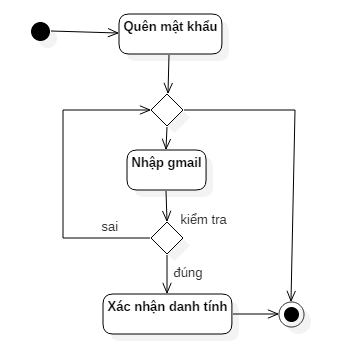 Quên mật khẩu
Nhập gmail
kiểm tra
sai
đúng
Xác nhận danh tính